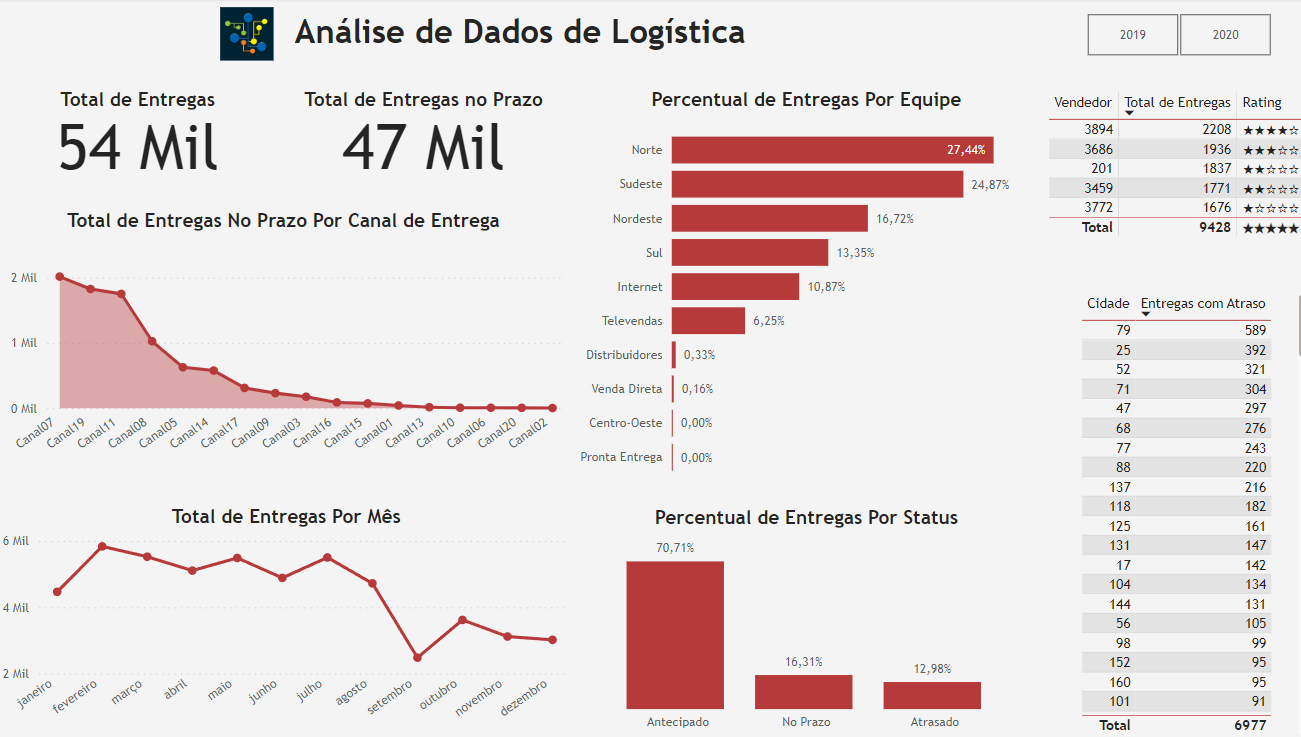 Análise de Dados de Logística
2019
2020
Total de Entregas
54 Mil
Total de Entregas no Prazo
47 Mil
Total de Entregas No Prazo Por Canal de Entrega
2 Mil
1 Mil
0 Mil
Canal07
Canal19
Canal11
Canal08
Canal05
Canal14
Canal17
Canal09
Canal03
Canal16
Canal15
Canal01
Canal13
Canal10
Canal06
Canal20
Canal02
Total de Entregas Por Mês
6 Mil
4 Mil
2 Mil
janeiro
fevereiro
março
abril
maio
junho
julho
agosto
setembro
outubro
novembro
dezembro
Percentual de Entregas Por Equipe
Norte 27,44%
Sudeste 24,87%
Nordeste 16,72%
Sul 13,35%
Internet 10,87%
Televendas 6,25%
Distribuidores 0,33%
Venda Direta 0,16%
Centro-Oeste 0,00%
Pronta Entrega 0,00%
Percentual de Entregas Por Status
70,71%
16,31%
12,98%
Antecipado
No Prazo
Atrasado
Vendedor Total de Entregas Rating
3894 2208 ★★★★☆
3686 1936 ★★★☆☆
201 1837 ★★☆☆☆
3459 1771 ★★☆☆☆
3772 1676 ★☆☆☆☆
Total 9428 ★★★★★
Cidade Entregas com Atraso
79 589
25 392
52 321
71 304
47 297
68 276
77 243
88 220
137 216
118 182
125 161
131 147
17 142
104 134
144 131
56 105
98 99
152 95
160 95
101 91
Total 6977